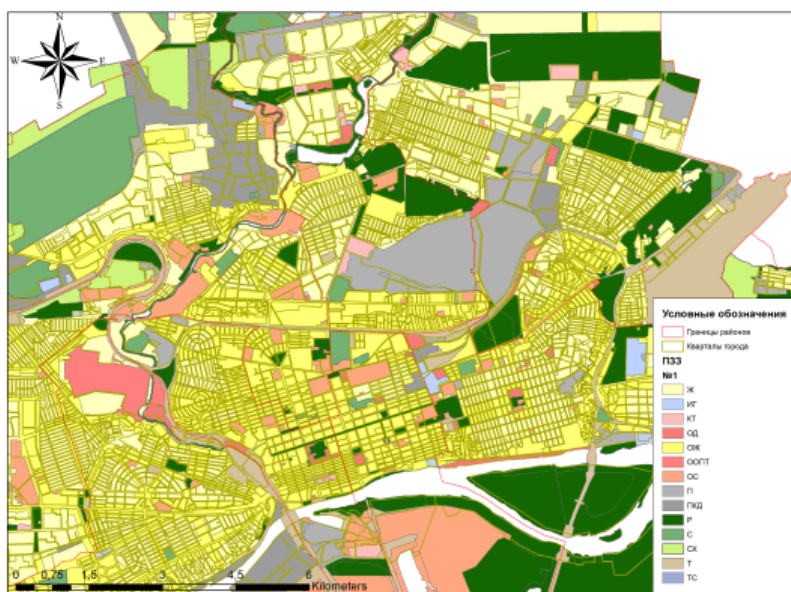 N
W E
S
Условные обозначения
Границы районов
Кварталы города
ПЗЗ
№1
Ж
ИГ
КТ
ОД
ОЖ
ООПТ
ОС
П
ПКД
Р
С
СХ
Т
ТС
0 0,75 1,5 3 4,5 6
Kilometers